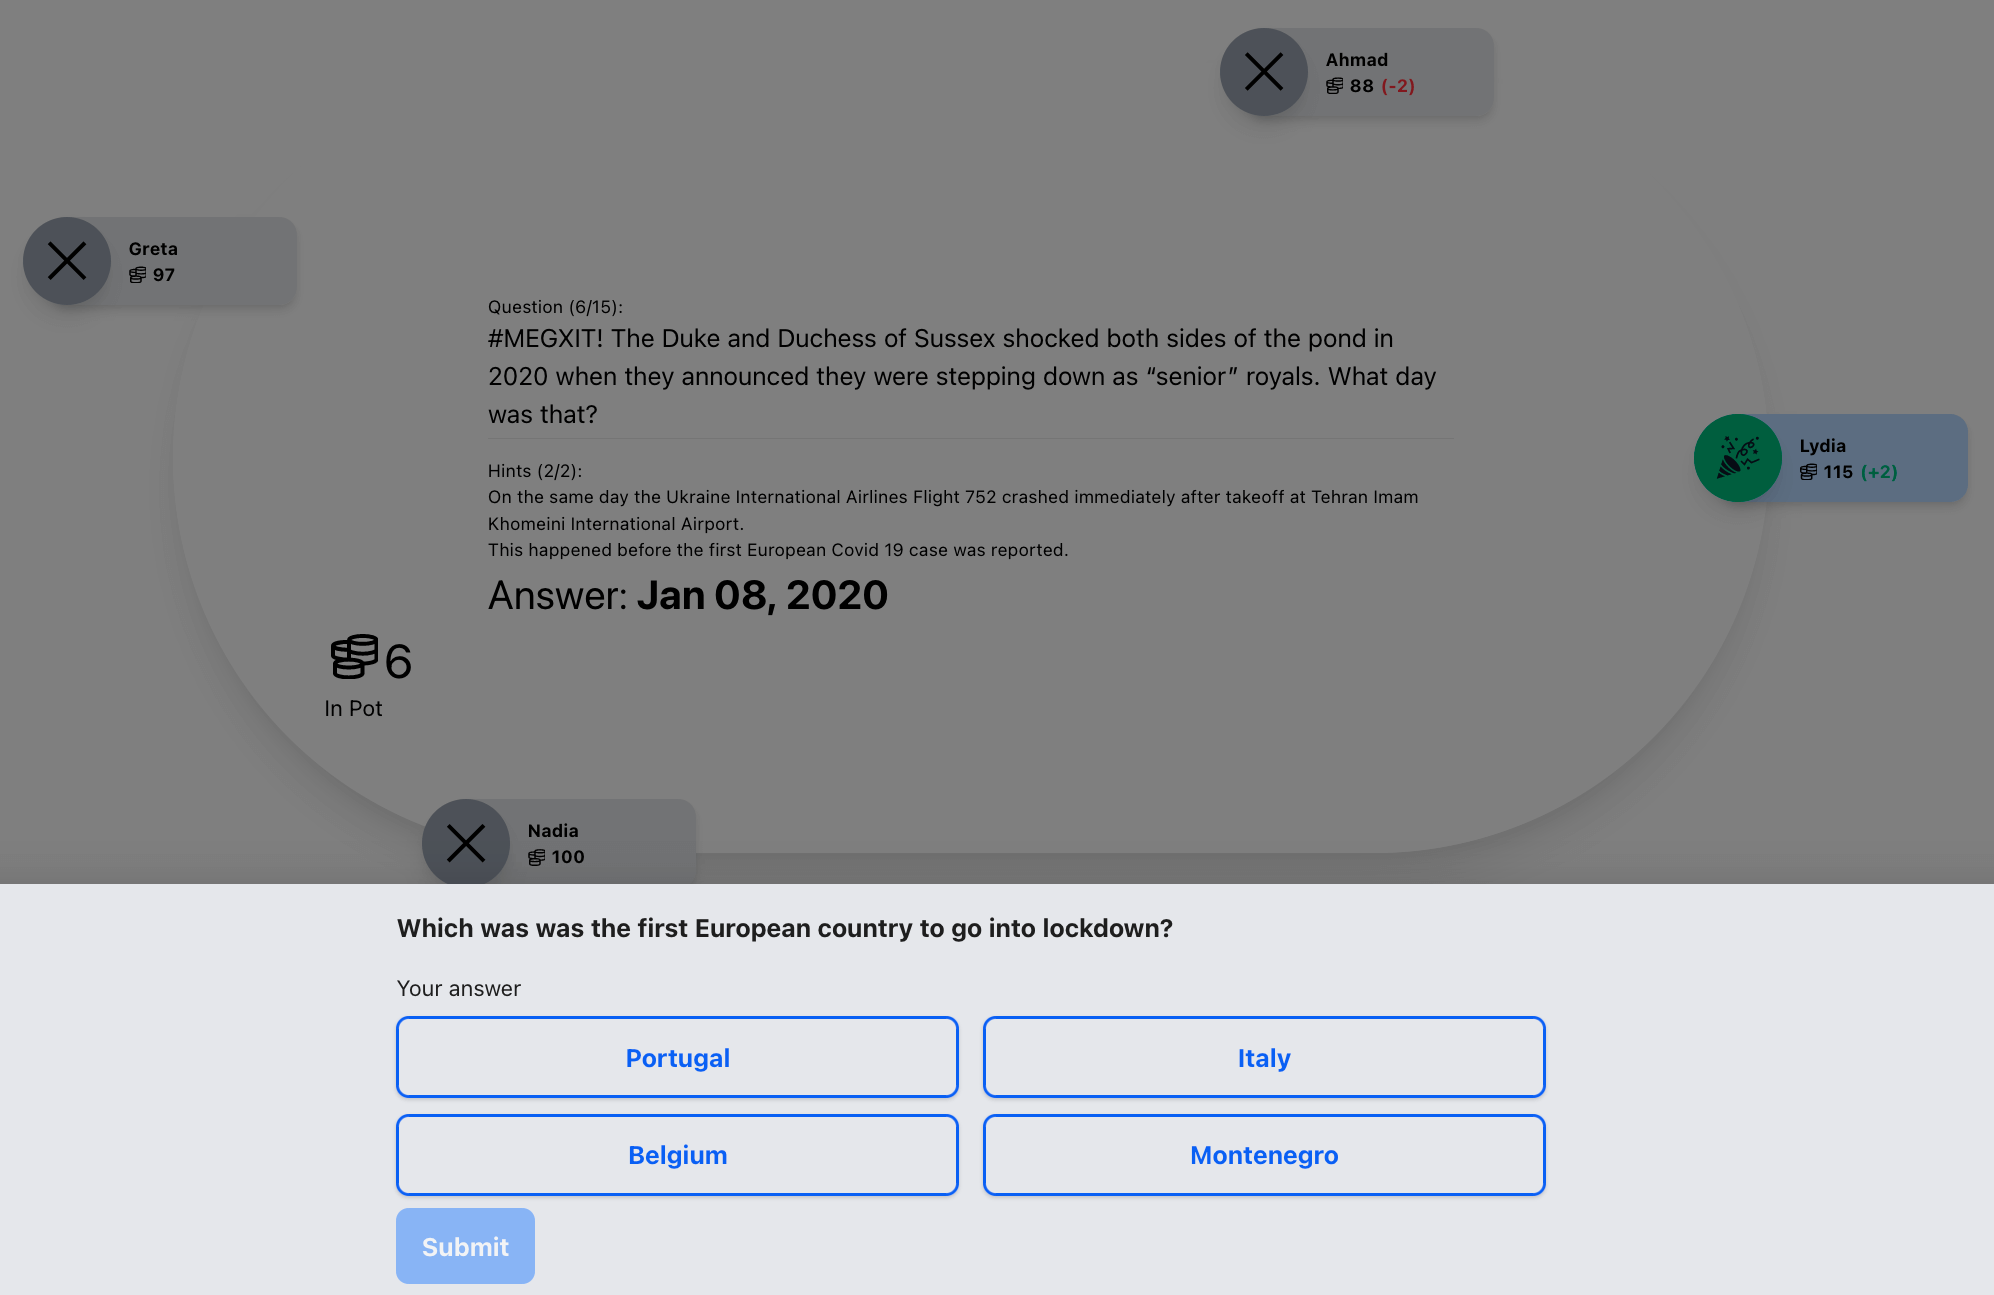 Ahmad
88 (-2)
Greta
97
Question (6/15):
#MEGXIT! The Duke and Duchess of Sussex shocked both sides of the pond in
2020 when they announced they were stepping down as “senior” royals. What day
was that?
Lydia
115 (+2)
Hints (2/2):
On the same day the Ukraine International Airlines Flight 752 crashed immediately after takeoff at Tehran Imam
Khomeini International Airport.
This happened before the first European Covid 19 case was reported.
Answer: Jan 08, 2020
6
In Pot
Nadia
100
Which was was the first European country to go into lockdown?
Your answer
Portugal
Italy
Belgium
Montenegro
Submit